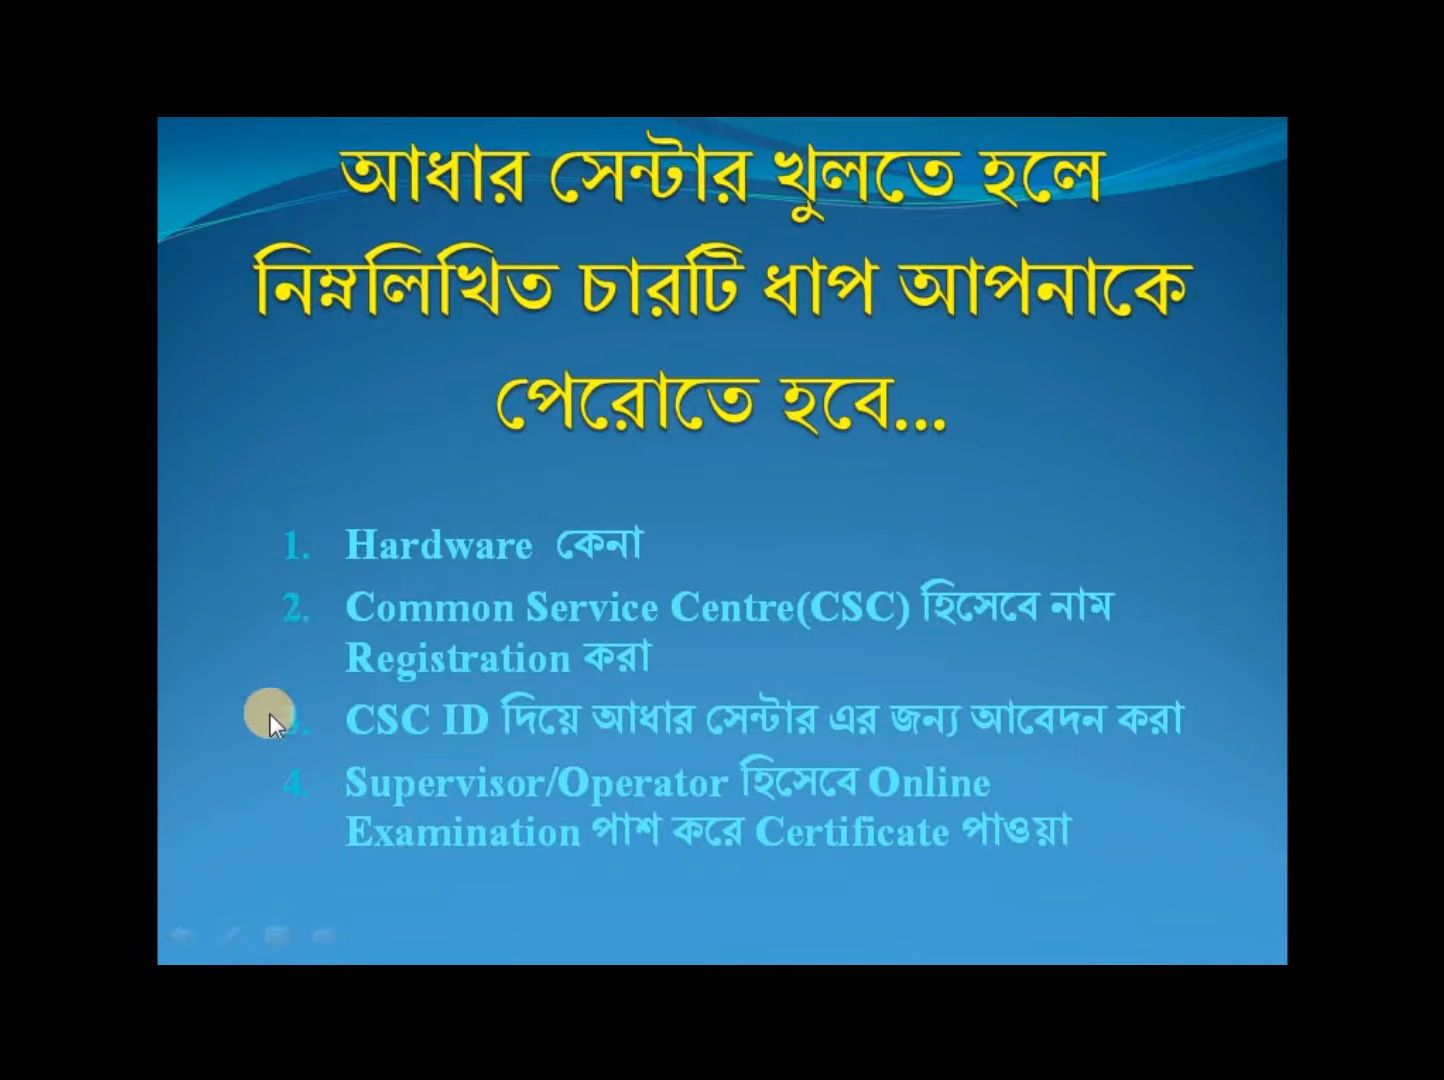 আধার সেন্টার খুলতে হলে
নিম্নলিখিত চারটি ধাপ আপনাকে
পেরোতে হবে...
1. Hardware কেনা
2. Common Service Centre(CSC) হিসেবে নাম
Registration করা
3. CSC ID দিয়ে আধার সেন্টার এর জন্য আবেদন করা
4. Supervisor/Operator হিসেবে Online
Examination পাশ করে Certificate পাওয়া